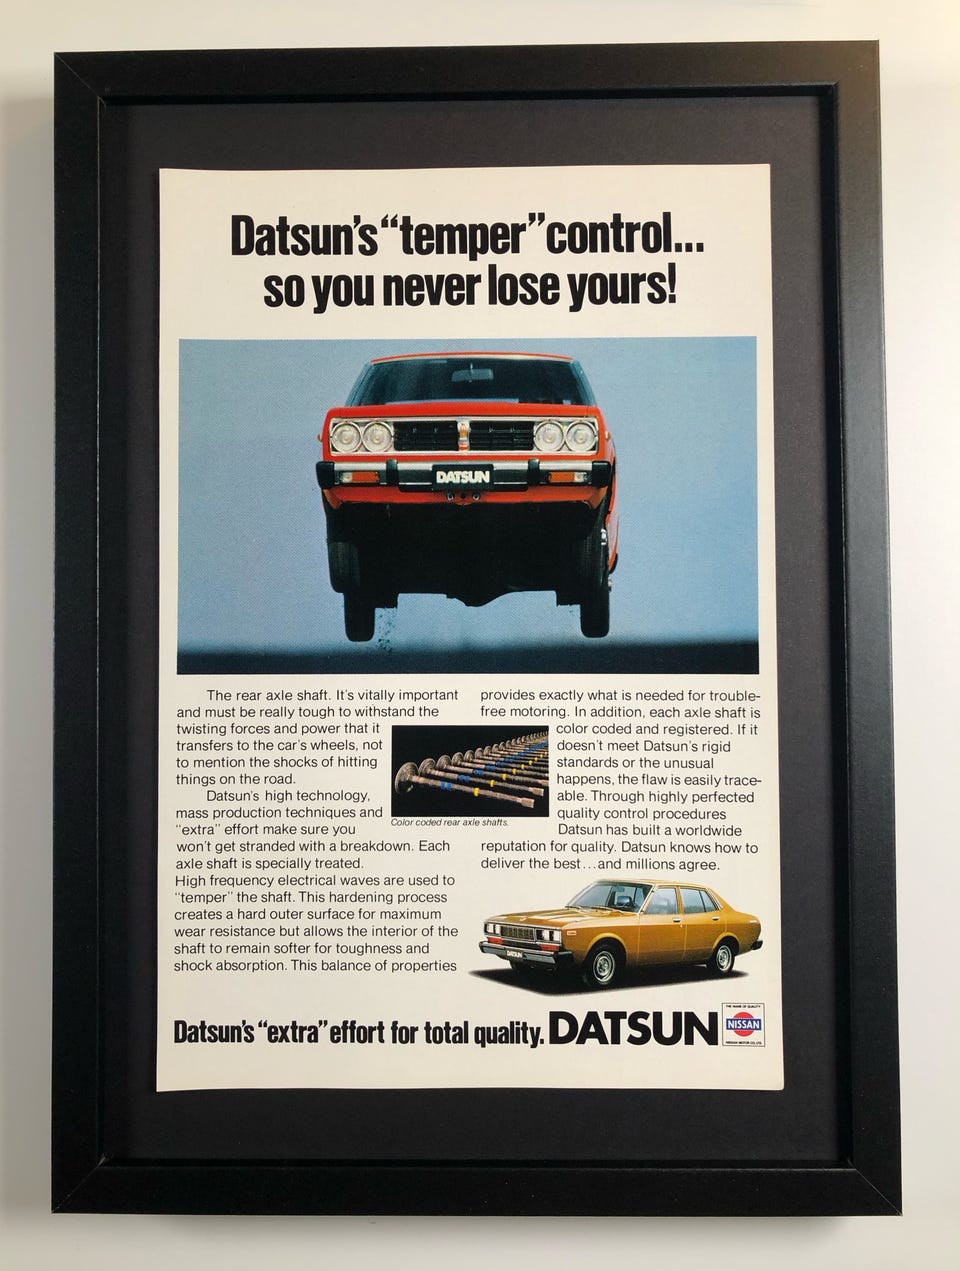 Datsun's “temper” control...
so you never lose yours!
DATSUN
The rear axle shaft. It's vitally important
and must be really tough to withstand the
twisting forces and power that it
transfers to the car's wheels, not
to mention the shocks of hitting
things on the road.
Datsun's high technology,
mass production techniques and
“extra” effort make sure you
won't get stranded with a breakdown. Each
axle shaft is specially treated.
High frequency electrical waves are used to
“temper” the shaft. This hardening process
creates a hard outer surface for maximum
wear resistance but allows the interior of the
shaft to remain softer for toughness and
shock absorption. This balance of properties
Color coded rear axle shafts.
provides exactly what is needed for trouble-
free motoring. In addition, each axle shaft is
color coded and registered. If it
doesn't meet Datsun's rigid
standards or the unusual
happens, the flaw is easily trace-
able. Through highly perfected
quality control procedures
Datsun has built a worldwide
reputation for quality. Datsun knows how to
deliver the best...and millions agree.
DATSUN
Datsun's “extra” effort for total quality. DATSUN
THE NAME OF QUALITY
NISSAN
NISSAN MOTOR CO., LTD.